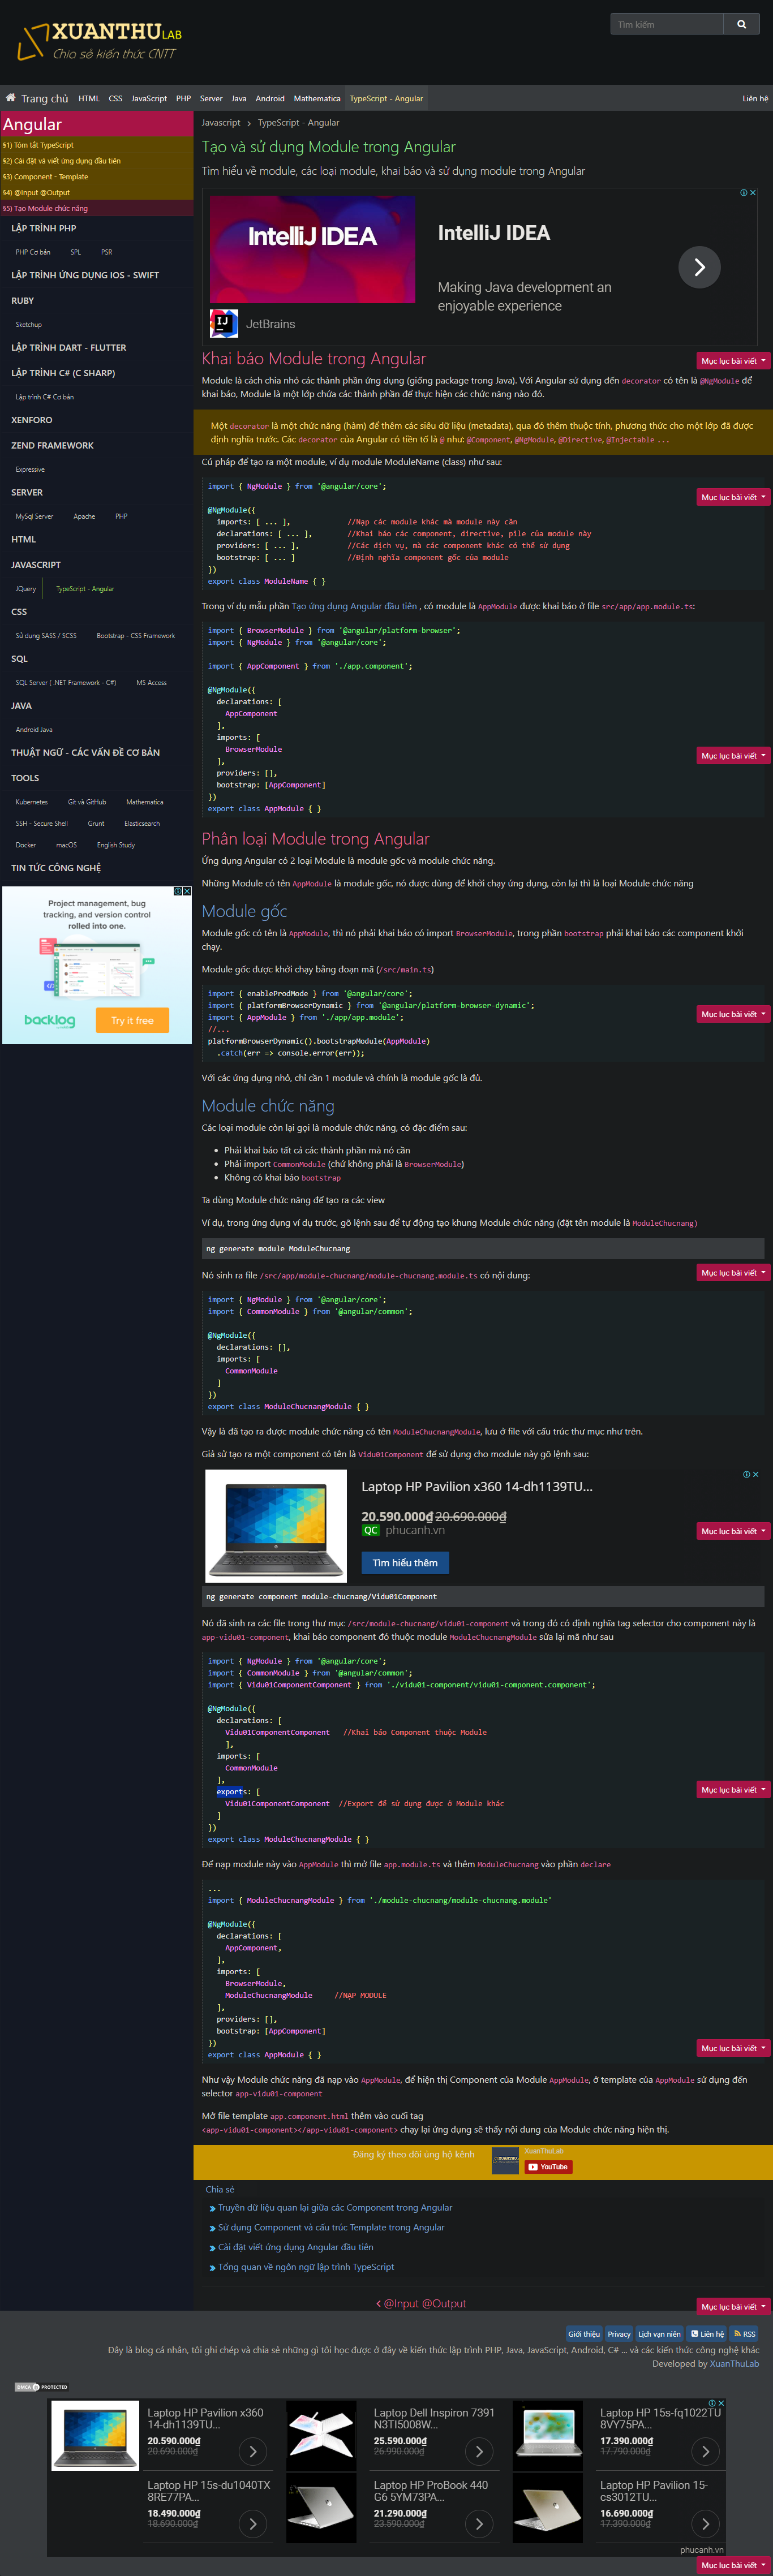 XUANTHULAB
Chia sẻ kiến thức CNTT
Tìm kiếm
Trang chủ HTML CSS JavaScript PHP Server Java Android Mathematica TypeScript - Angular Liên hệ
Angular
§1) Tóm tắt TypeScript
§2) Cài đặt và viết ứng dụng đầu tiên
§3) Component - Template
§4) @Input @Output
§5) Tạo Module chức năng
LẬP TRÌNH PHP
PHP Cơ bản SPL PSR
LẬP TRÌNH ỨNG DỤNG IOS - SWIFT
RUBY
Sketchup
LẬP TRÌNH DART - FLUTTER
LẬP TRÌNH C# (C SHARP)
Lập trình C# Cơ bản
XENFORO
ZEND FRAMEWORK
Expressive
SERVER
MySql Server Apache PHP
HTML
JAVASCRIPT
JQuery TypeScript - Angular
CSS
Sử dụng SASS / SCSS Bootstrap - CSS Framework
SQL
SQL Server ( .NET Framework - C#) MS Access
JAVA
Android Java
THUẬT NGỮ - CÁC VẤN ĐỀ CƠ BẢN
TOOLS
Kubernetes Git và GitHub Mathematica
SSH - Secure Shell Grunt Elasticsearch
Docker macOS English Study
TIN TỨC CÔNG NGHỆ
Project management, bug
tracking, and version control
rolled into one.
backlog Try it free
Javascript › TypeScript - Angular
Tạo và sử dụng Module trong Angular
Tìm hiểu về module, các loại module, khai báo và sử dụng module trong Angular
IntelliJ IDEA
IntelliJ IDEA
Making Java development an
enjoyable experience
JetBrains
Khai báo Module trong Angular
Mục lục bài viết
Module là cách chia nhỏ các thành phần ứng dụng (giống package trong Java). Với Angular sử dụng đến decorator có tên là @NgModule để
khai báo, Module là một lớp chứa các thành phần để thực hiện các chức năng nào đó.
Một decorator là một chức năng (hàm) để thêm các siêu dữ liệu (metadata), qua đó thêm thuộc tính, phương thức cho một lớp đã được
định nghĩa trước. Các decorator của Angular có tiền tố là @ như: @Component, @NgModule, @Directive, @Injectable ...
Cú pháp để tạo ra một module, ví dụ module ModuleName (class) như sau:
import { NgModule } from '@angular/core';
Mục lục bài viết
@NgModule({
imports: [ ... ], //Nạp các module khác mà module này cần
declarations: [ ... ], //Khai báo các component, directive, pile của module này
providers: [ ... ], //Các dịch vụ, mà các component khác có thể sử dụng
bootstrap: [ ... ] //Định nghĩa component gốc của module
})
export class ModuleName { }
Trong ví dụ mẫu phần Tạo ứng dụng Angular đầu tiên , có module là AppModule được khai báo ở file src/app/app.module.ts:
import { BrowserModule } from '@angular/platform-browser';
import { NgModule } from '@angular/core';
import { AppComponent } from './app.component';
@NgModule({
declarations: [
AppComponent
],
imports: [
BrowserModule
Mục lục bài viết
],
providers: [],
bootstrap: [AppComponent]
})
export class AppModule { }
Phân loại Module trong Angular
Ứng dụng Angular có 2 loại Module là module gốc và module chức năng.
Những Module có tên AppModule là module gốc, nó được dùng để khởi chạy ứng dụng, còn lại thì là loại Module chức năng
Module gốc
Module gốc có tên là AppModule, thì nó phải khai báo có import BrowserModule, trong phần bootstrap phải khai báo các component khởi
chạy.
Module gốc được khởi chạy bằng đoạn mã (/src/main.ts)
import { enableProdMode } from '@angular/core';
import { platformBrowserDynamic } from '@angular/platform-browser-dynamic';
import { AppModule } from './app/app.module';
Mục lục bài viết
//...
platformBrowserDynamic().bootstrapModule(AppModule)
.catch(err => console.error(err));
Với các ứng dụng nhỏ, chỉ cần 1 module và chính là module gốc là đủ.
Module chức năng
Các loại module còn lại gọi là module chức năng, có đặc điểm sau:
Phải khai báo tất cả các thành phần mà nó cần
Phải import CommonModule (chứ không phải là BrowserModule)
Không có khai báo bootstrap
Ta dùng Module chức năng để tạo ra các view
Ví dụ, trong ứng dụng ví dụ trước, gõ lệnh sau để tự động tạo khung Module chức năng (đặt tên module là ModuleChucnang)
ng generate module ModuleChucnang
Nó sinh ra file /src/app/module-chucnang/module-chucnang.module.ts có nội dung:
Mục lục bài viết
import { NgModule } from '@angular/core';
import { CommonModule } from '@angular/common';
@NgModule({
declarations: [],
imports: [
CommonModule
]
})
export class ModuleChucnangModule { }
Vậy là đã tạo ra được module chức năng có tên ModuleChucnangModule, lưu ở file với cấu trúc thư mục như trên.
Giả sử tạo ra một component có tên là Vidu01Component để sử dụng cho module này gõ lệnh sau:
Laptop HP Pavilion x360 14-dh1139TU...
20.590.000₫ 20.690.000₫
QC phucanh.vn
Mục lục bài viết
Tìm hiểu thêm
ng generate component module-chucnang/Vidu01Component
Nó đã sinh ra các file trong thư mục /src/module-chucnang/vidu01-component và trong đó có định nghĩa tag selector cho component này là
app-vidu01-component, khai báo component đó thuộc module ModuleChucnangModule sửa lại mã như sau
import { NgModule } from '@angular/core';
import { CommonModule } from '@angular/common';
import { Vidu01ComponentComponent } from './vidu01-component/vidu01-component.component';
@NgModule({
declarations: [
Vidu01ComponentComponent //Khai báo Component thuộc Module
],
imports: [
CommonModule
],
Mục lục bài viết
exports: [
Vidu01ComponentComponent //Export để sử dụng được ở Module khác
]
})
export class ModuleChucnangModule { }
Để nạp module này vào AppModule thì mở file app.module.ts và thêm ModuleChucnang vào phần declare
...
import { ModuleChucnangModule } from './module-chucnang/module-chucnang.module'
@NgModule({
declarations: [
AppComponent,
],
imports: [
BrowserModule,
ModuleChucnangModule //NẠP MODULE
],
providers: [],
bootstrap: [AppComponent]
})
Mục lục bài viết
export class AppModule { }
Như vậy Module chức năng đã nạp vào AppModule, để hiện thị Component của Module AppModule, ở template của AppModule sử dụng đến
selector app-vidu01-component
Mở file template app.component.html thêm vào cuối tag
<app-vidu01-component></app-vidu01-component> chạy lại ứng dụng sẽ thấy nội dung của Module chức năng hiện thị.
Đăng ký theo dõi ủng hộ kênh XuanThuLab
YouTube
Chia sẻ
Truyền dữ liệu quan lại giữa các Component trong Angular
Sử dụng Component và cấu trúc Template trong Angular
Cài đặt viết ứng dụng Angular đầu tiên
Tổng quan về ngôn ngữ lập trình TypeScript
‹ @Input @Output
Mục lục bài viết
Giới thiệu Privacy Lịch vạn niên Liên hệ RSS
Đây là blog cá nhân, tôi ghi chép và chia sẻ những gì tôi học được ở đây về kiến thức lập trình PHP, Java, JavaScript, Android, C# ... và các kiến thức công nghệ khác
Developed by XuanThuLab
DMCA PROTECTED
Laptop HP Pavilion x360
14-dh1139TU...
20.590.000₫
20.690.000₫
Laptop Dell Inspiron 7391
N3TI5008W...
25.590.000₫
26.990.000₫
Laptop HP 15s-fq1022TU
8VY75PA...
17.390.000₫
17.790.000₫
Laptop HP 15s-du1040TX
8RE77PA...
18.490.000₫
18.690.000₫
Laptop HP ProBook 440
G6 5YM73PA...
21.290.000₫
23.590.000₫
Laptop HP Pavilion 15-
cs3012TU...
16.690.000₫
17.390.000₫
phucanh.vn
Mục lục bài viết